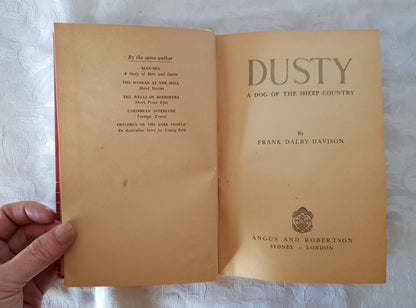 By the same author
MAN-SHY
A Story of Men and Cattle
THE WOMAN AT THE MILL
Short Stories
THE WELLS OF BEERSHEBA
Short Prose Epic
CARIBBEAN INTERLUDE
Foreign Travel
CHILDREN OF THE DARK PEOPLE
An Australian Story for Young Folk
DUSTY
A DOG OF THE SHEEP COUNTRY
By
FRANK DALBY DAVISON
ANGUS AND ROBERTSON
SYDNEY · LONDON